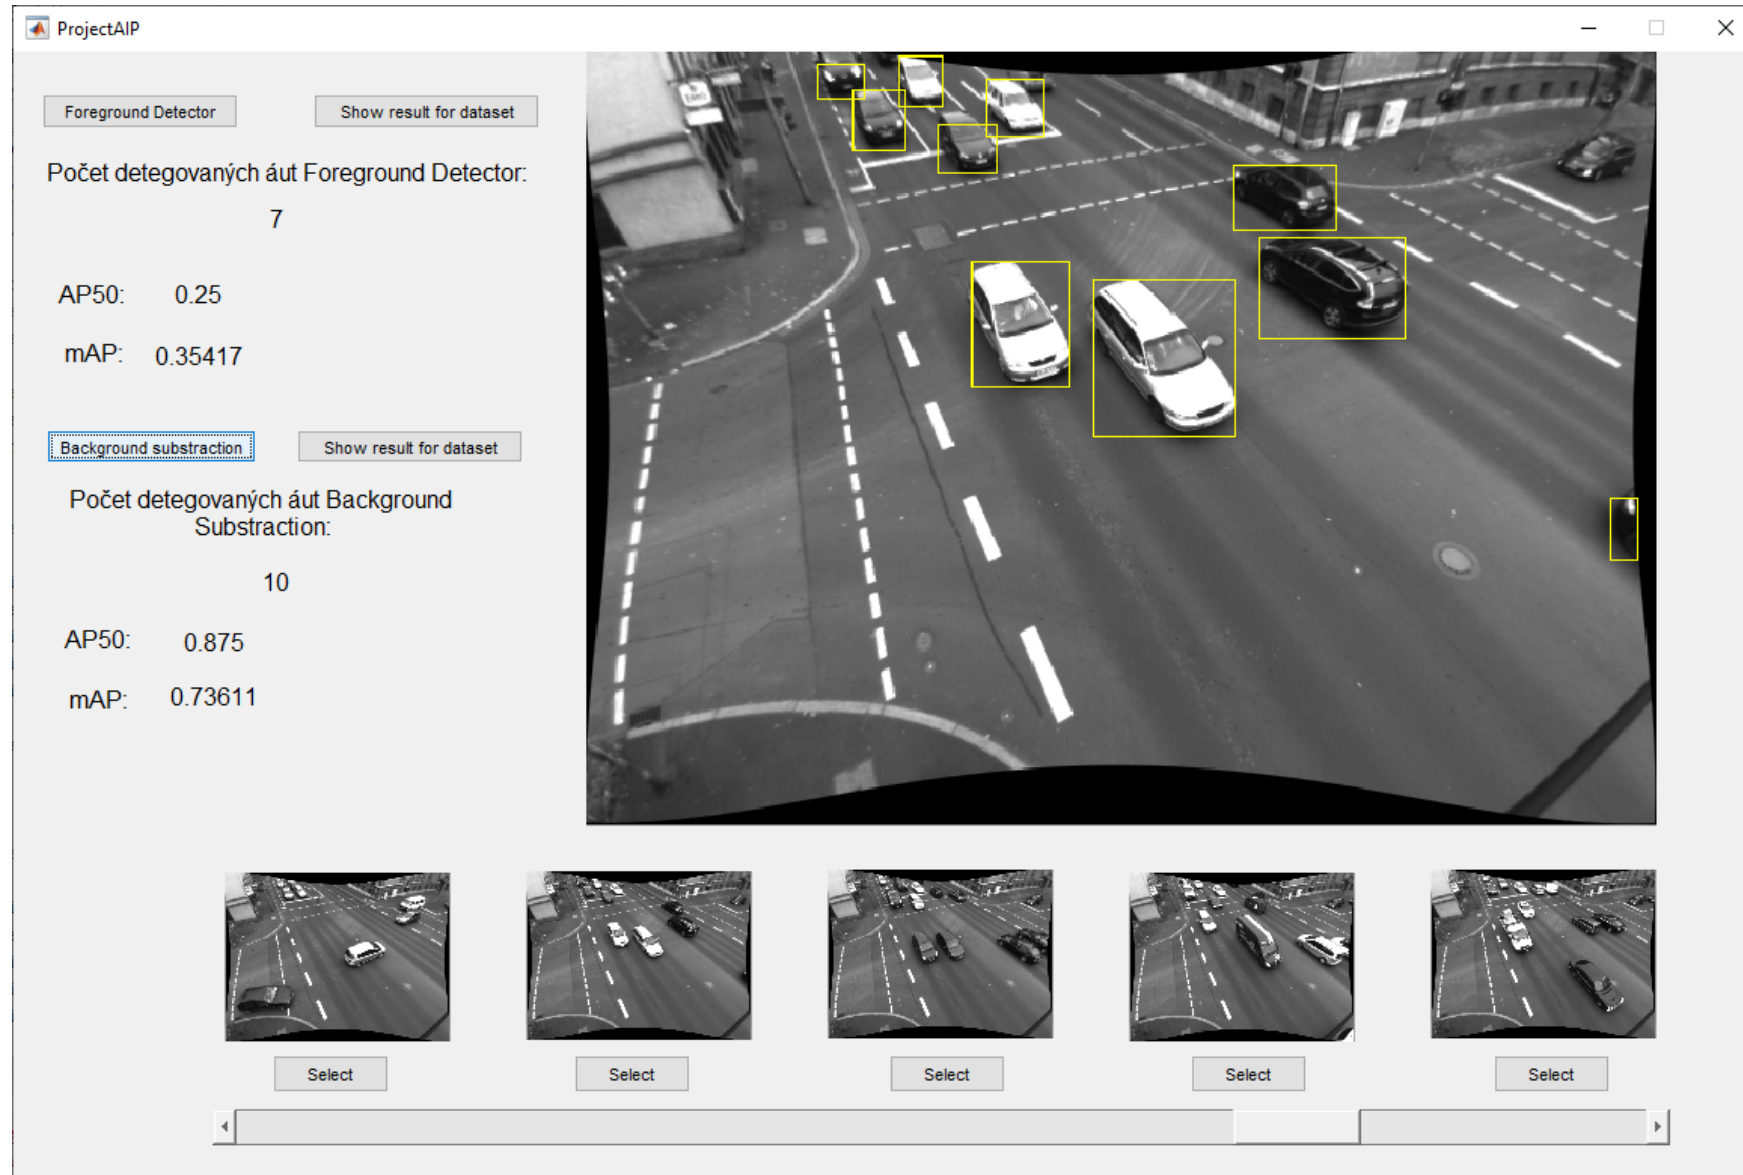 ProjectAIP
Foreground Detector
Show result for dataset
Počet detegovaných áut Foreground Detector:
7
AP50: 0.25
mAP: 0.35417
Background substraction
Show result for dataset
Počet detegovaných áut Background
Substraction:
10
AP50: 0.875
mAP: 0.73611
Select
Select
Select
Select
Select